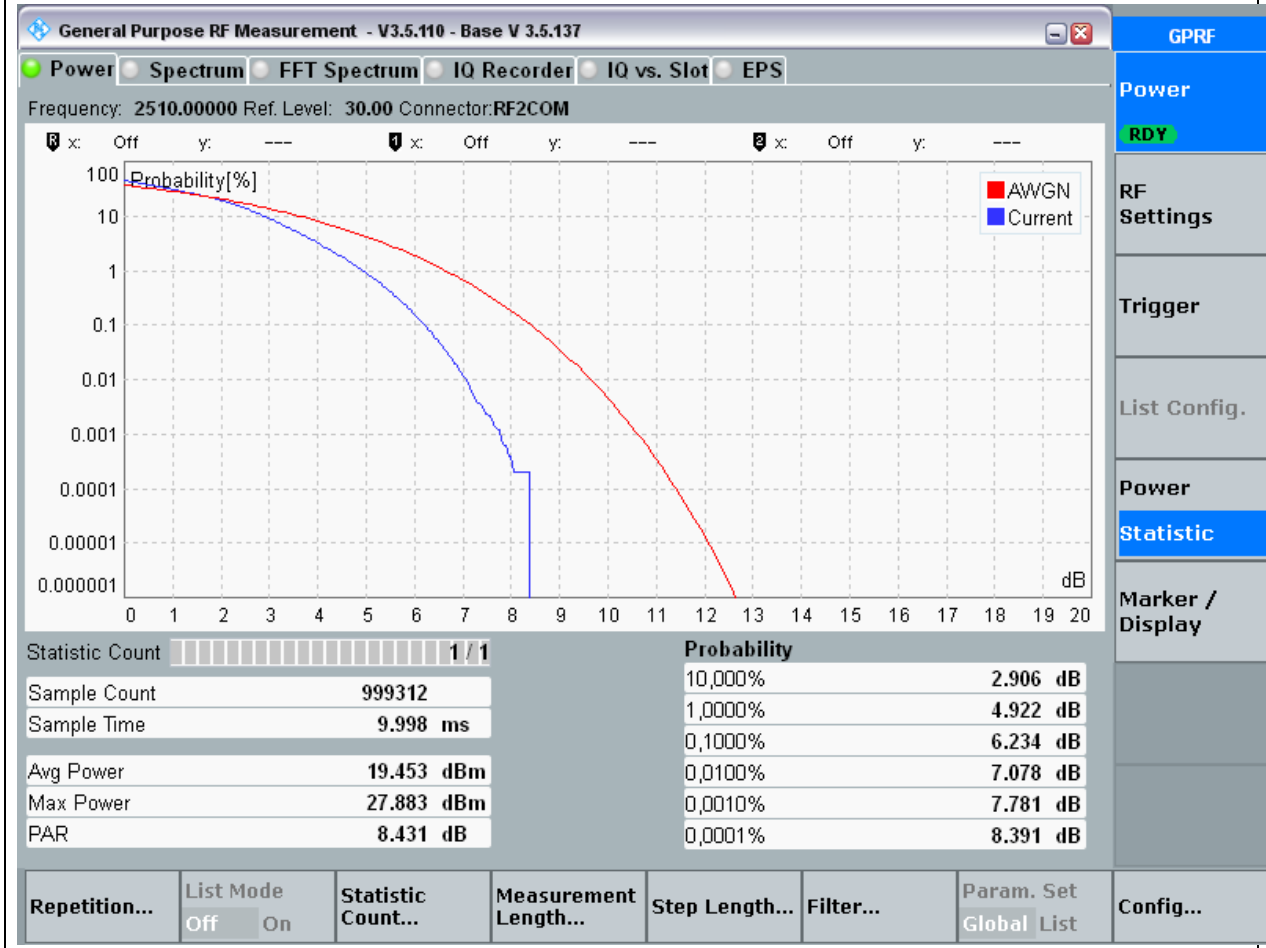 General Purpose RF Measurement - V3.5.110 - Base V 3.5.137
GPRF
Power Spectrum FFT Spectrum IQ Recorder IQ vs. Slot EPS
Frequency: 2510.00000 Ref. Level: 30.00 Connector:RF2COM
R x: Off y: --- 1 x: Off y: --- 2 x: Off y: ---
Probability[%]
100
10
1
0.1
0.01
0.001
0.0001
0.00001
0.000001
AWGN
Current
dB
0 1 2 3 4 5 6 7 8 9 10 11 12 13 14 15 16 17 18 19 20
Statistic Count 1 / 1
Sample Count 999312
Sample Time 9.998 ms
Avg Power 19.453 dBm
Max Power 27.883 dBm
PAR 8.431 dB
Probability
10,000% 2.906 dB
1,0000% 4.922 dB
0,1000% 6.234 dB
0,0100% 7.078 dB
0,0010% 7.781 dB
0,0001% 8.391 dB
Power
RDY
RF
Settings
Trigger
List Config.
Power
Statistic
Marker /
Display
Repetition...
List Mode
Off On
Statistic
Count...
Measurement
Length...
Step Length...
Filter...
Param. Set
Global List
Config...